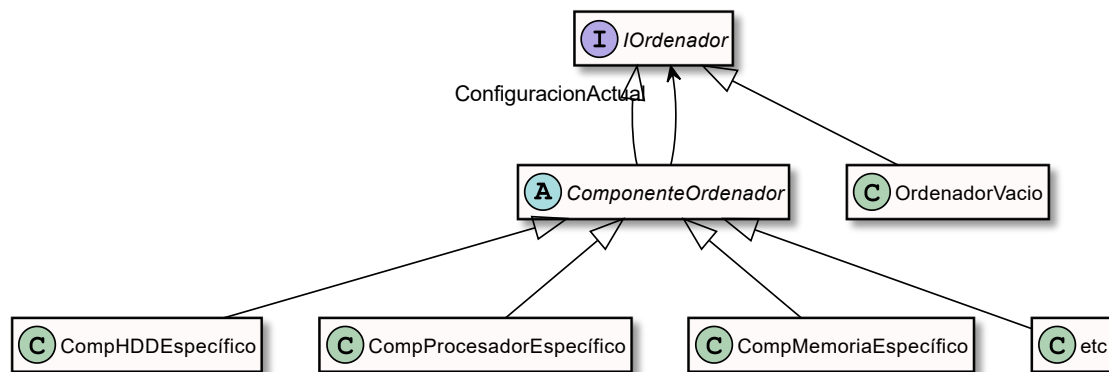 I IOrdenador
ConfiguracionActual
A ComponenteOrdenador
C OrdenadorVacio
C CompHDDEspecífico
C CompProcesadorEspecífico
C CompMemoriaEspecífico
C etc